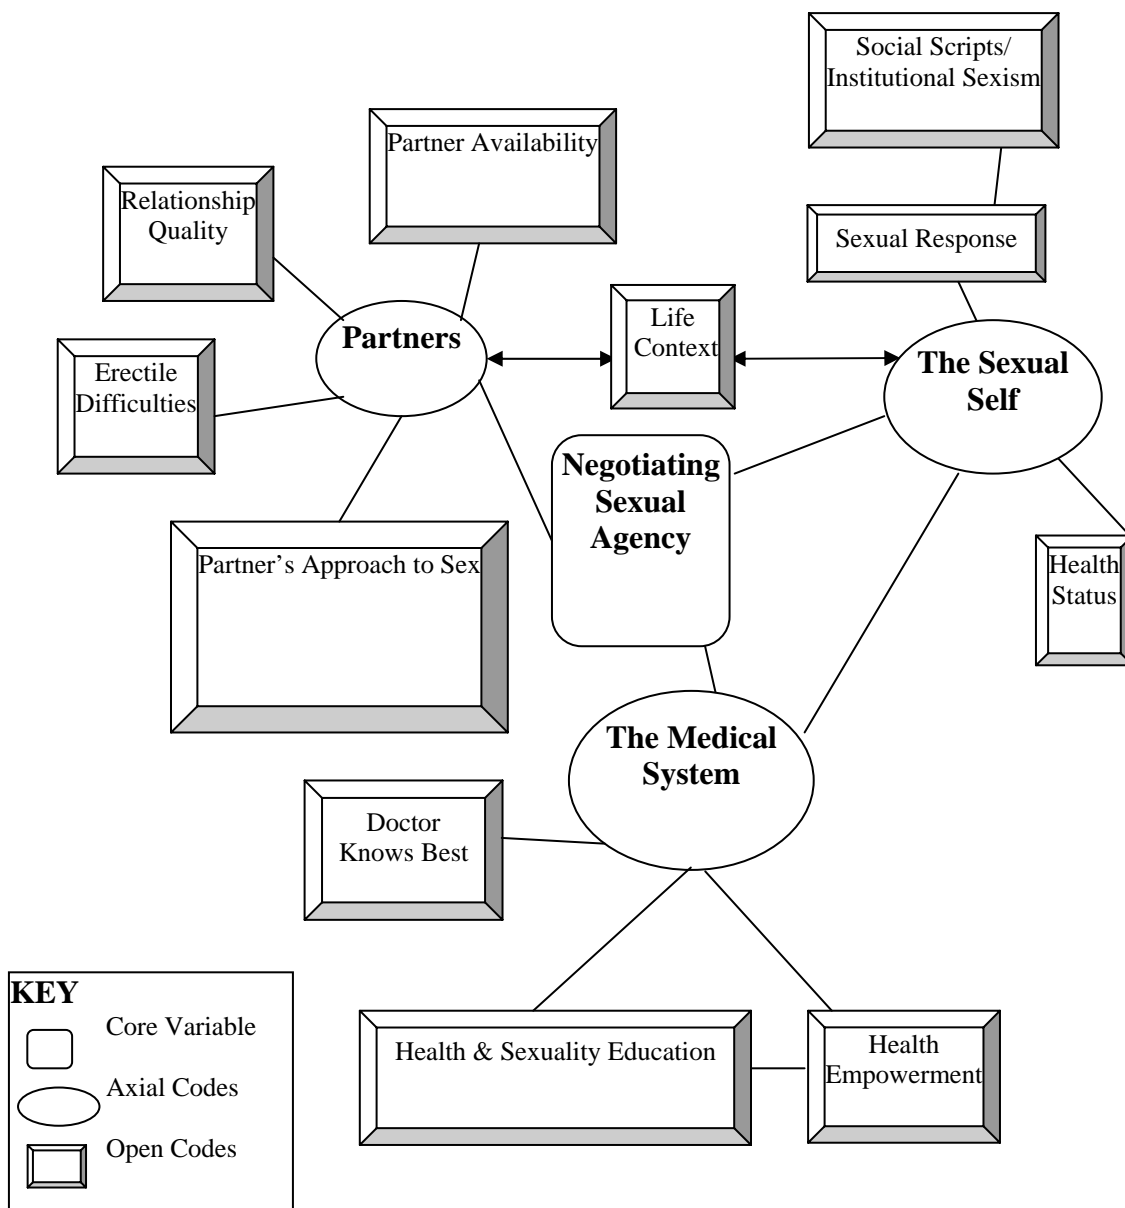 Social Scripts/
Institutional Sexism
Partner Availability
Relationship
Quality
Sexual Response
Life
Context
Partners
The Sexual
Self
Erectile
Difficulties
Negotiating
Sexual
Agency
Partner’s Approach to Sex
Health
Status
The Medical
System
Doctor
Knows Best
KEY
Core Variable
Axial Codes
Open Codes
Health & Sexuality Education
Health
Empowerment